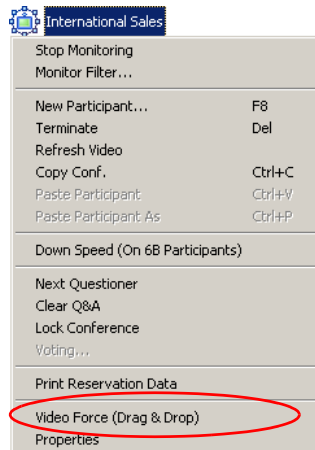 International Sales
Stop Monitoring
Monitor Filter...
New Participant... F8
Terminate Del
Refresh Video
Copy Conf. Ctrl+C
Paste Participant Ctrl+V
Paste Participant As Ctrl+P
Down Speed (On 6B Participants)
Next Questioner
Clear Q&A
Lock Conference
Voting...
Print Reservation Data
Video Force (Drag & Drop)
Properties